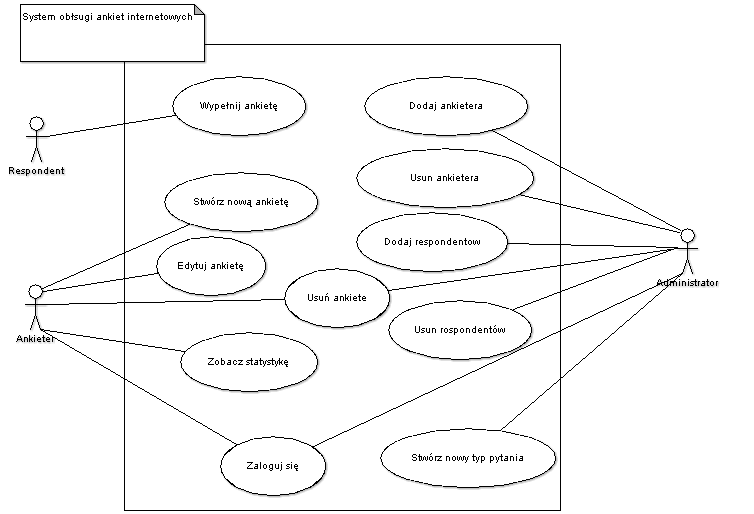 System obłsugi ankiet internetowych
Wypełnij ankietę
Dodaj ankietera
Respondent
Usun ankietera
Stwórz nową ankietę
Dodaj respondentow
Edytuj ankietę
Administrator
Usuń ankiete
Usun rospondentów
Ankieter
Zobacz statystykę
Zaloguj się
Stwórz nowy typ pytania